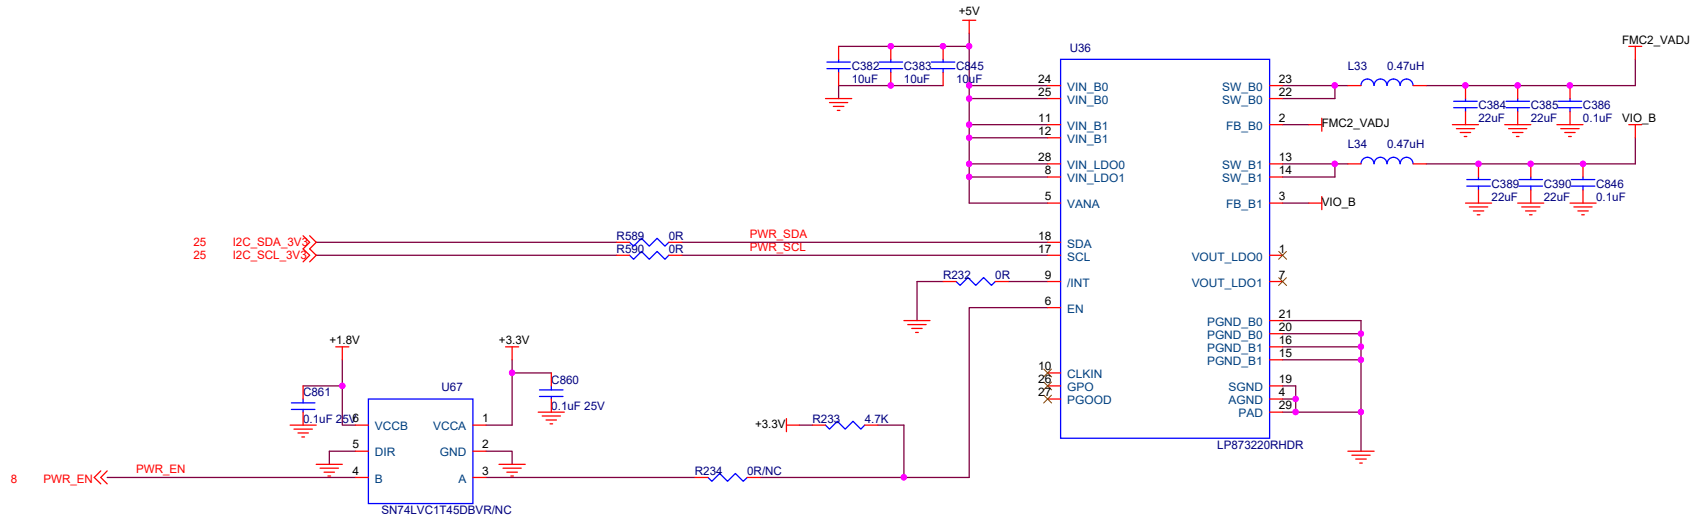 +5V
U36
FMC2_VADJ
C382
10uF
C383
10uF
C845
10uF
24
VIN_B0
25
VIN_B0
11
VIN_B1
12
VIN_B1
28
VIN_LDO0
8
VIN_LDO1
5
VANA
18
SDA
17
SCL
9
/INT
6
EN
10
CLKIN
26
GPO
27
PGOOD
SW_B0
23
SW_B0
22
FB_B0
2
FMC2_VADJ
SW_B1
13
SW_B1
14
FB_B1
3
VIO_B
VOUT_LDO0
1
VOUT_LDO1
7
PGND_B0
21
PGND_B0
20
PGND_B1
16
PGND_B1
15
SGND
19
AGND
4
PAD
29
LP873220RHDR
L33 0.47uH
C384
22uF
C385
22uF
C386
0.1uF
VIO_B
L34 0.47uH
C389
22uF
C390
22uF
C846
0.1uF
25 I2C_SDA_3V3
R589 0R
PWR_SDA
25 I2C_SCL_3V3
R590 0R
PWR_SCL
R232 0R
+1.8V
+3.3V
C861
0.1uF 25V
U67
C860
0.1uF 25V
6
VCCB
VCCA
1
5
DIR
GND
2
4
B
A
3
SN74LVC1T45DBVR/NC
+3.3V
R233 4.7K
R234 0R/NC
8 PWR_EN
PWR_EN